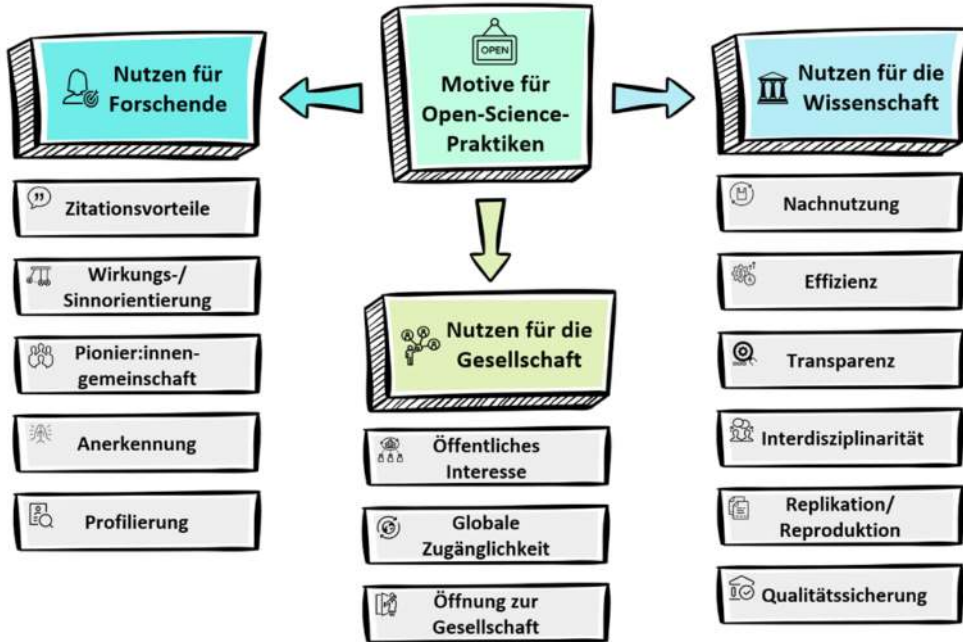 OPEN
Motive für
Open-Science-
Praktiken
Nutzen für
Forschende
Zitationsvorteile
Wirkungs-/
Sinnorientierung
Pionier:innen-
gemeinschaft
Anerkennung
Profilierung
Nutzen für die
Gesellschaft
Öffentliches
Interesse
Globale
Zugänglichkeit
Öffnung zur
Gesellschaft
Nutzen für die
Wissenschaft
Nachnutzung
Effizienz
Transparenz
Interdisziplinarität
Replikation/
Reproduktion
Qualitätssicherung